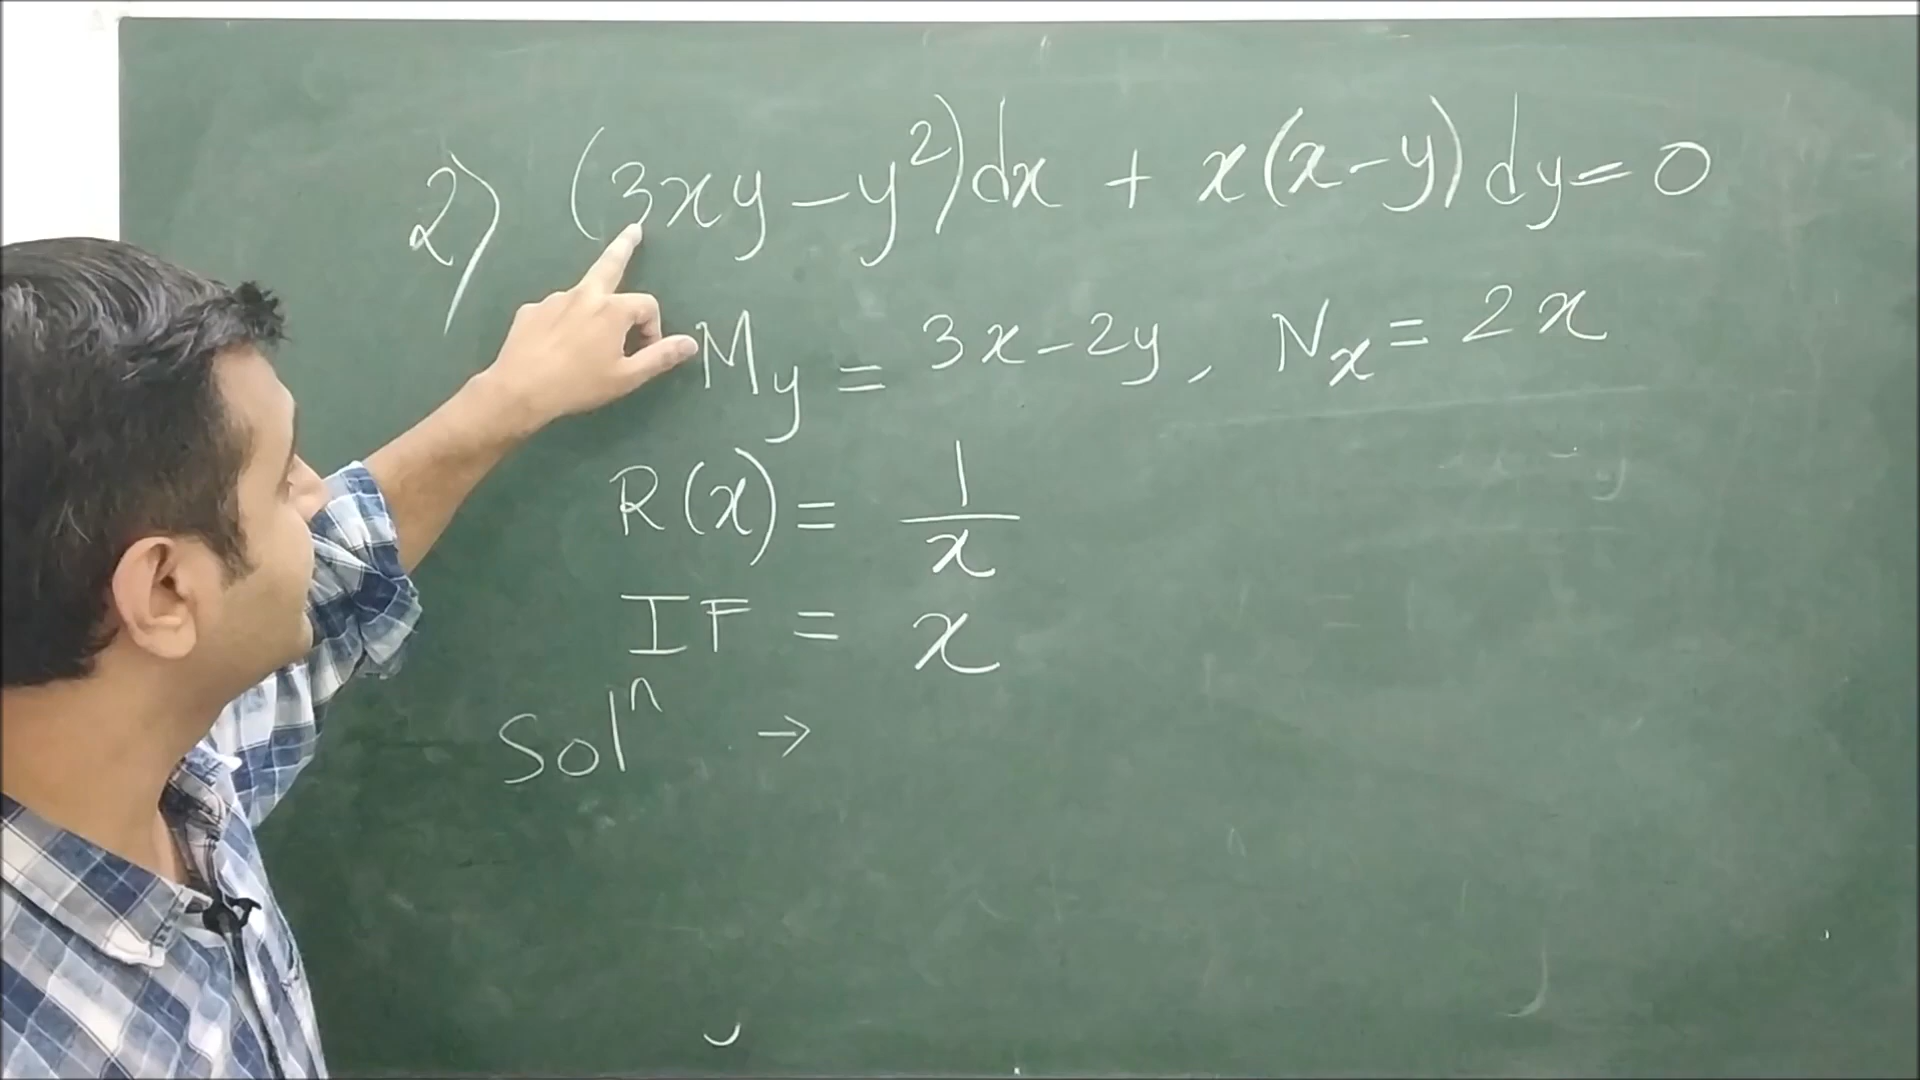 2) (3xy - y²)dx + x(x-y) dy = 0
My = 3x - 2y, Nx = 2x
R(x) = 1/x
IF = x
Solⁿ →